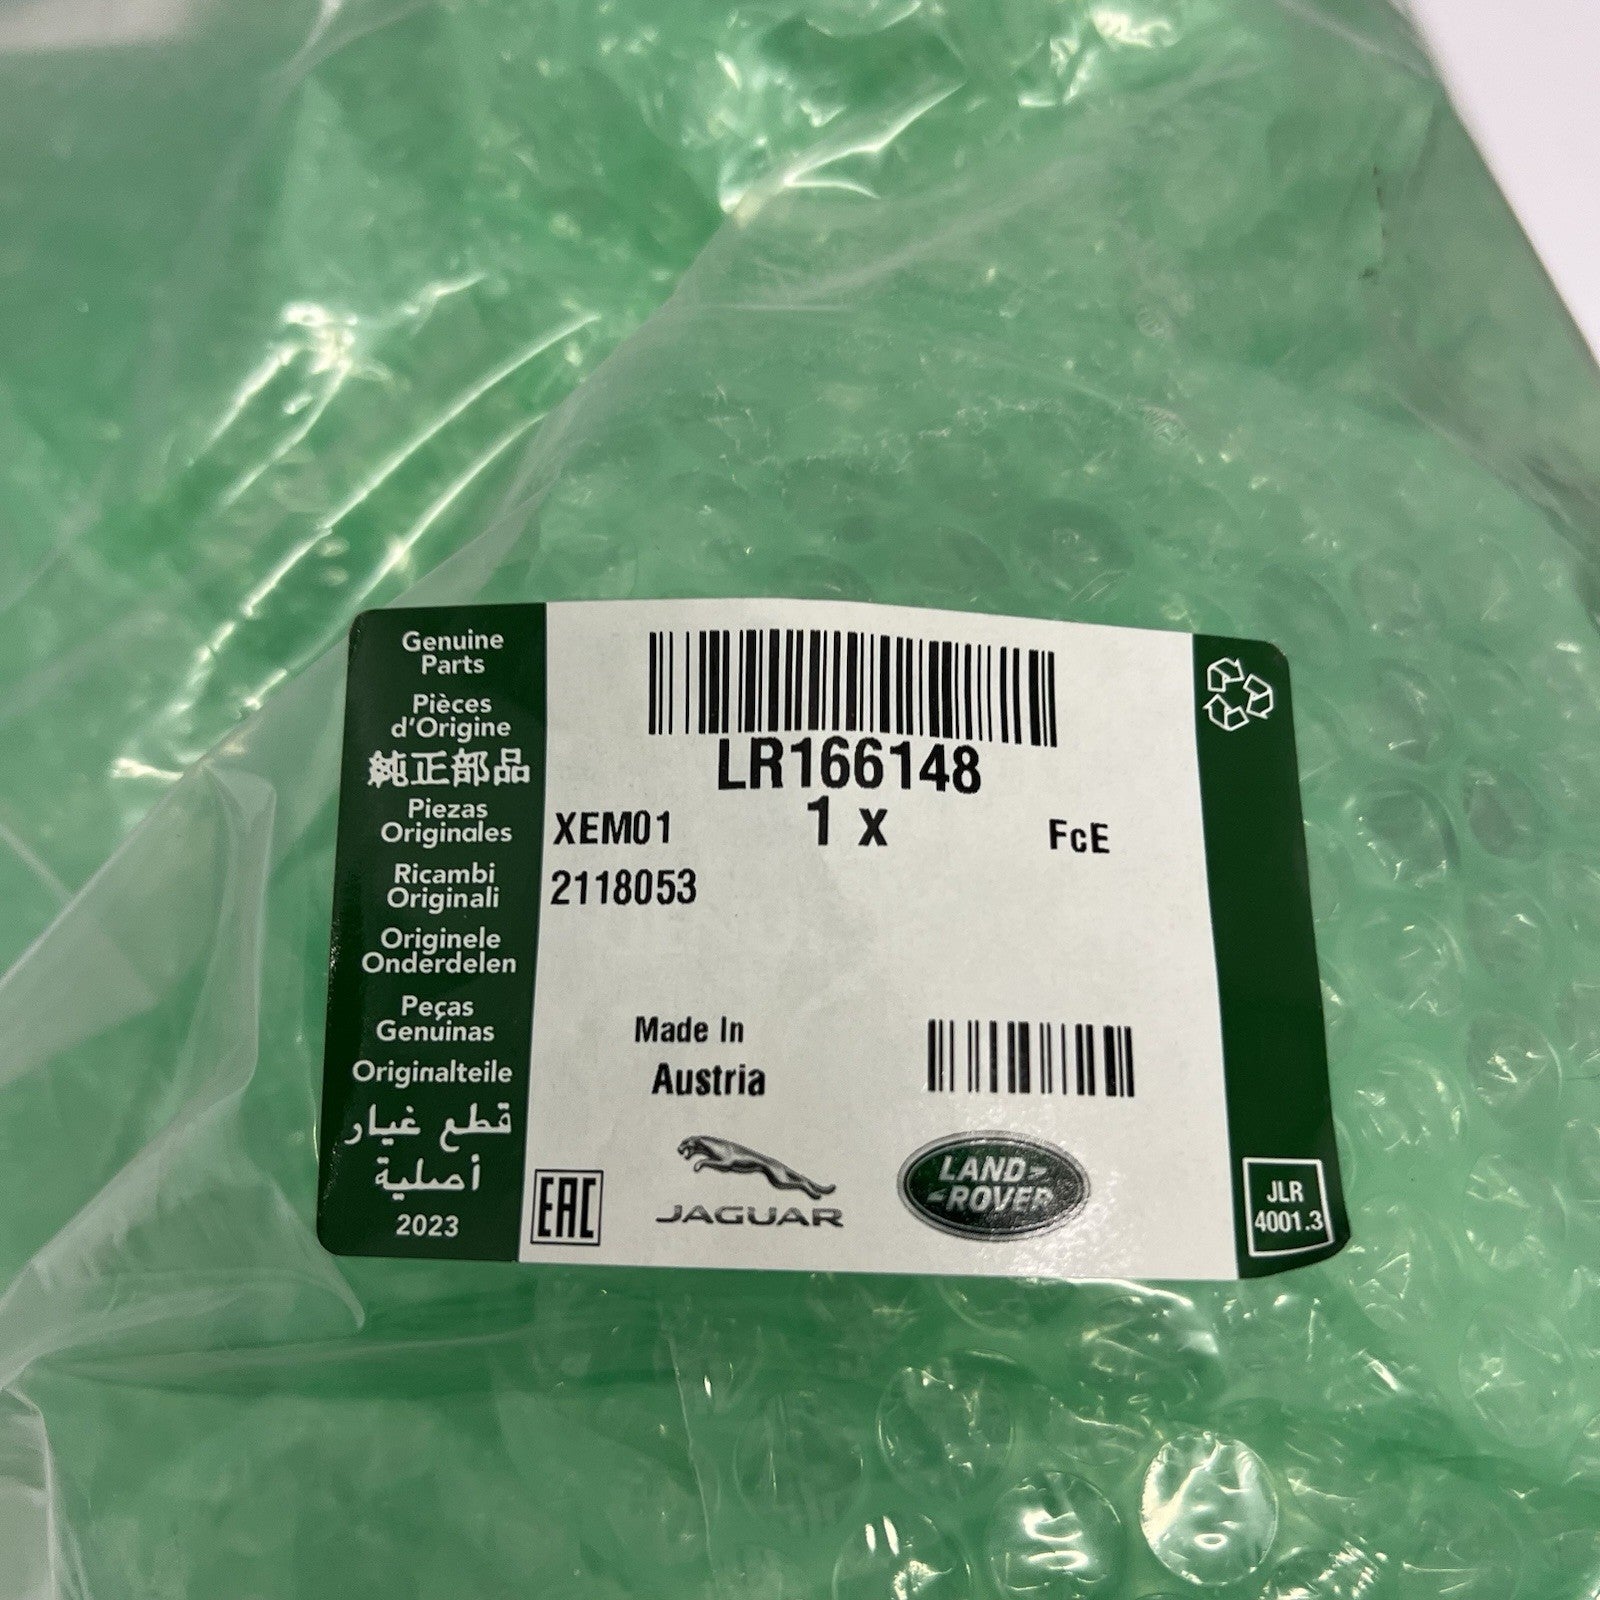 Genuine
Parts
Pièces
d'Origine
純正部品
Piezas
Originales
Ricambi
Originali
Originele
Onderdelen
Peças
Genuinas
Originalteile
قطع غيار
أصلية
2023
LR166148
XEM01 1 x FcE
2118053
Made In
Austria
EAC
JAGUAR
LAND
ROVER
JLR
4001.3